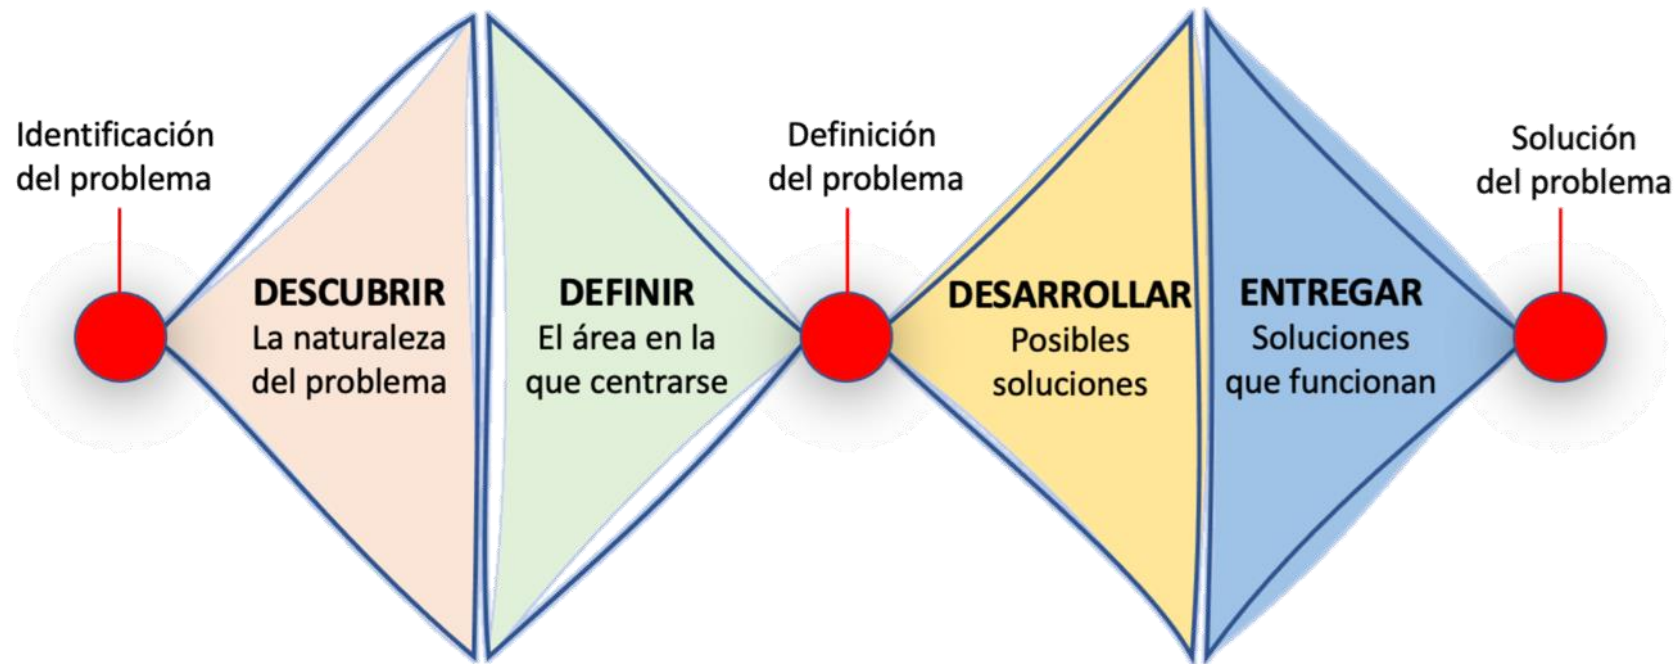 Identificación
del problema
Definición
del problema
Solución
del problema
DESCUBRIR
La naturaleza
del problema
DEFINIR
El área en la
que centrarse
DESARROLLAR
Posibles
soluciones
ENTREGAR
Soluciones
que funcionan